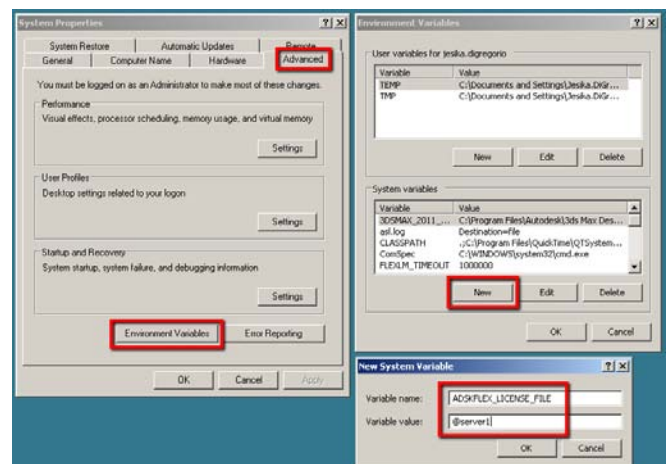 System Properties
System Restore Automatic Updates Remote
General Computer Name Hardware Advanced
You must be logged on as an Administrator to make most of these changes.
Performance
Visual effects, processor scheduling, memory usage, and virtual memory
Settings
User Profiles
Desktop settings related to your logon
Settings
Startup and Recovery
System startup, system failure, and debugging information
Settings
Environment Variables Error Reporting
OK Cancel Apply
Environment Variables
User variables for jesika.digregorio
Variable Value
TEMP C:\Documents and Settings\Jesika.DiGr...
TMP C:\Documents and Settings\Jesika.DiGr...
New Edit Delete
System variables
Variable Value
3DSMAX_2011_... C:\Program Files\Autodesk\3ds Max Des...
asl.log Destination=file
CLASSPATH .;C:\Program Files\QuickTime\QTSystem...
ComSpec C:\WINDOWS\system32\cmd.exe
FLEXLM_TIMEOUT 1000000
New Edit Delete
OK Cancel
New System Variable
Variable name: ADSKFLEX_LICENSE_FILE
Variable value: @server1
OK Cancel